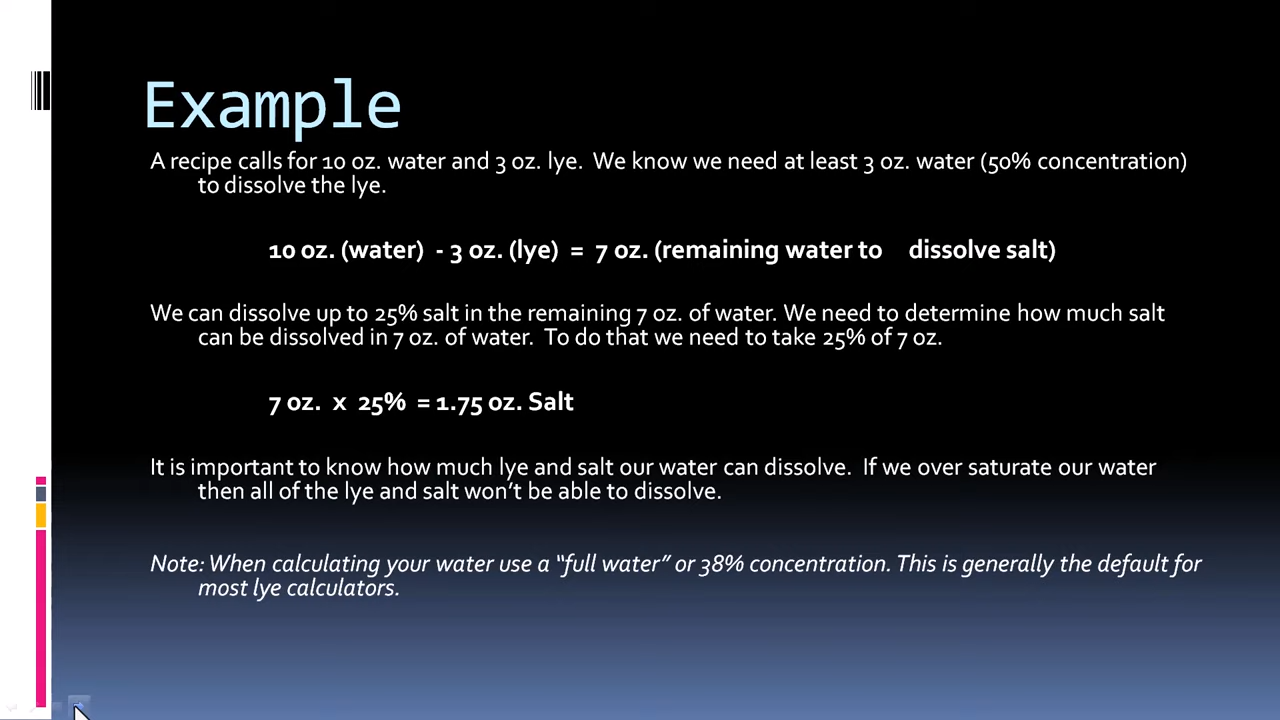 Example
A recipe calls for 10 oz. water and 3 oz. lye. We know we need at least 3 oz. water (50% concentration)
to dissolve the lye.
10 oz. (water) - 3 oz. (lye) = 7 oz. (remaining water to dissolve salt)
We can dissolve up to 25% salt in the remaining 7 oz. of water. We need to determine how much salt
can be dissolved in 7 oz. of water. To do that we need to take 25% of 7 oz.
7 oz. x 25% = 1.75 oz. Salt
It is important to know how much lye and salt our water can dissolve. If we over saturate our water
then all of the lye and salt won't be able to dissolve.
Note: When calculating your water use a "full water" or 38% concentration. This is generally the default for
most lye calculators.